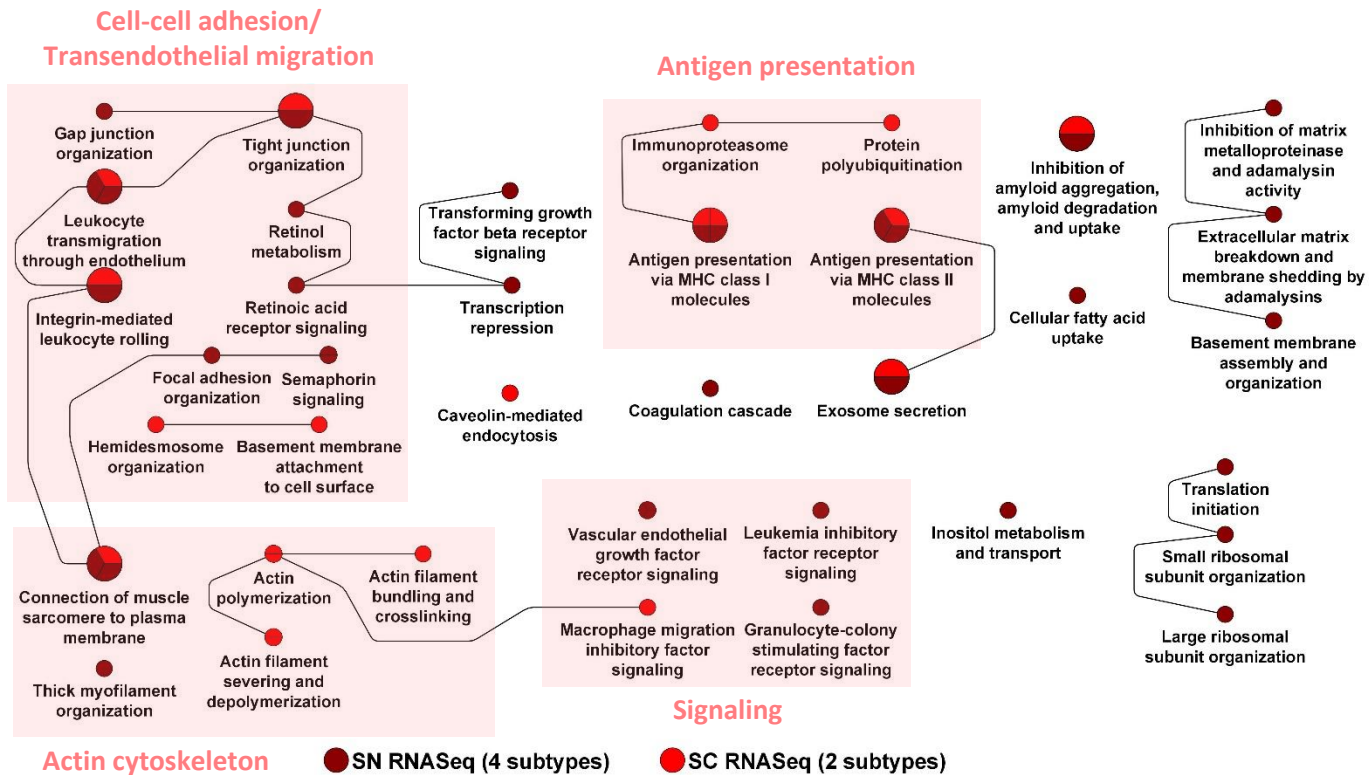 Cell-cell adhesion/
Transendothelial migration
Gap junction
organization
Tight junction
organization
Leukocyte
transmigration
through endothelium
Retinol
metabolism
Integrin-mediated
leukocyte rolling
Retinoic acid
receptor signaling
Focal adhesion
organization
Semaphorin
signaling
Hemidesmosome
organization
Basement membrane
attachment
to cell surface
Transforming growth
factor beta receptor
signaling
Transcription
repression
Caveolin-mediated
endocytosis
Antigen presentation
Immunoproteasome
organization
Protein
polyubiquitination
Antigen presentation
via MHC class I
molecules
Antigen presentation
via MHC class II
molecules
Coagulation cascade
Exosome secretion
Inhibition of
amyloid aggregation,
amyloid degradation
and uptake
Cellular fatty acid
uptake
Inhibition of matrix
metalloproteinase
and adamalysin
activity
Extracellular matrix
breakdown and
membrane shedding by
adamalysins
Basement membrane
assembly and
organization
Connection of muscle
sarcomere to plasma
membrane
Actin
polymerization
Actin filament
bundling and
crosslinking
Thick myofilament
organization
Actin filament
severing and
depolymerization
Actin cytoskeleton
Vascular endothelial
growth factor
receptor signaling
Leukemia inhibitory
factor receptor
signaling
Macrophage migration
inhibitory factor
signaling
Granulocyte-colony
stimulating factor
receptor signaling
Signaling
Inositol metabolism
and transport
Translation
initiation
Small ribosomal
subunit organization
Large ribosomal
subunit organization
SN RNASeq (4 subtypes)
SC RNASeq (2 subtypes)